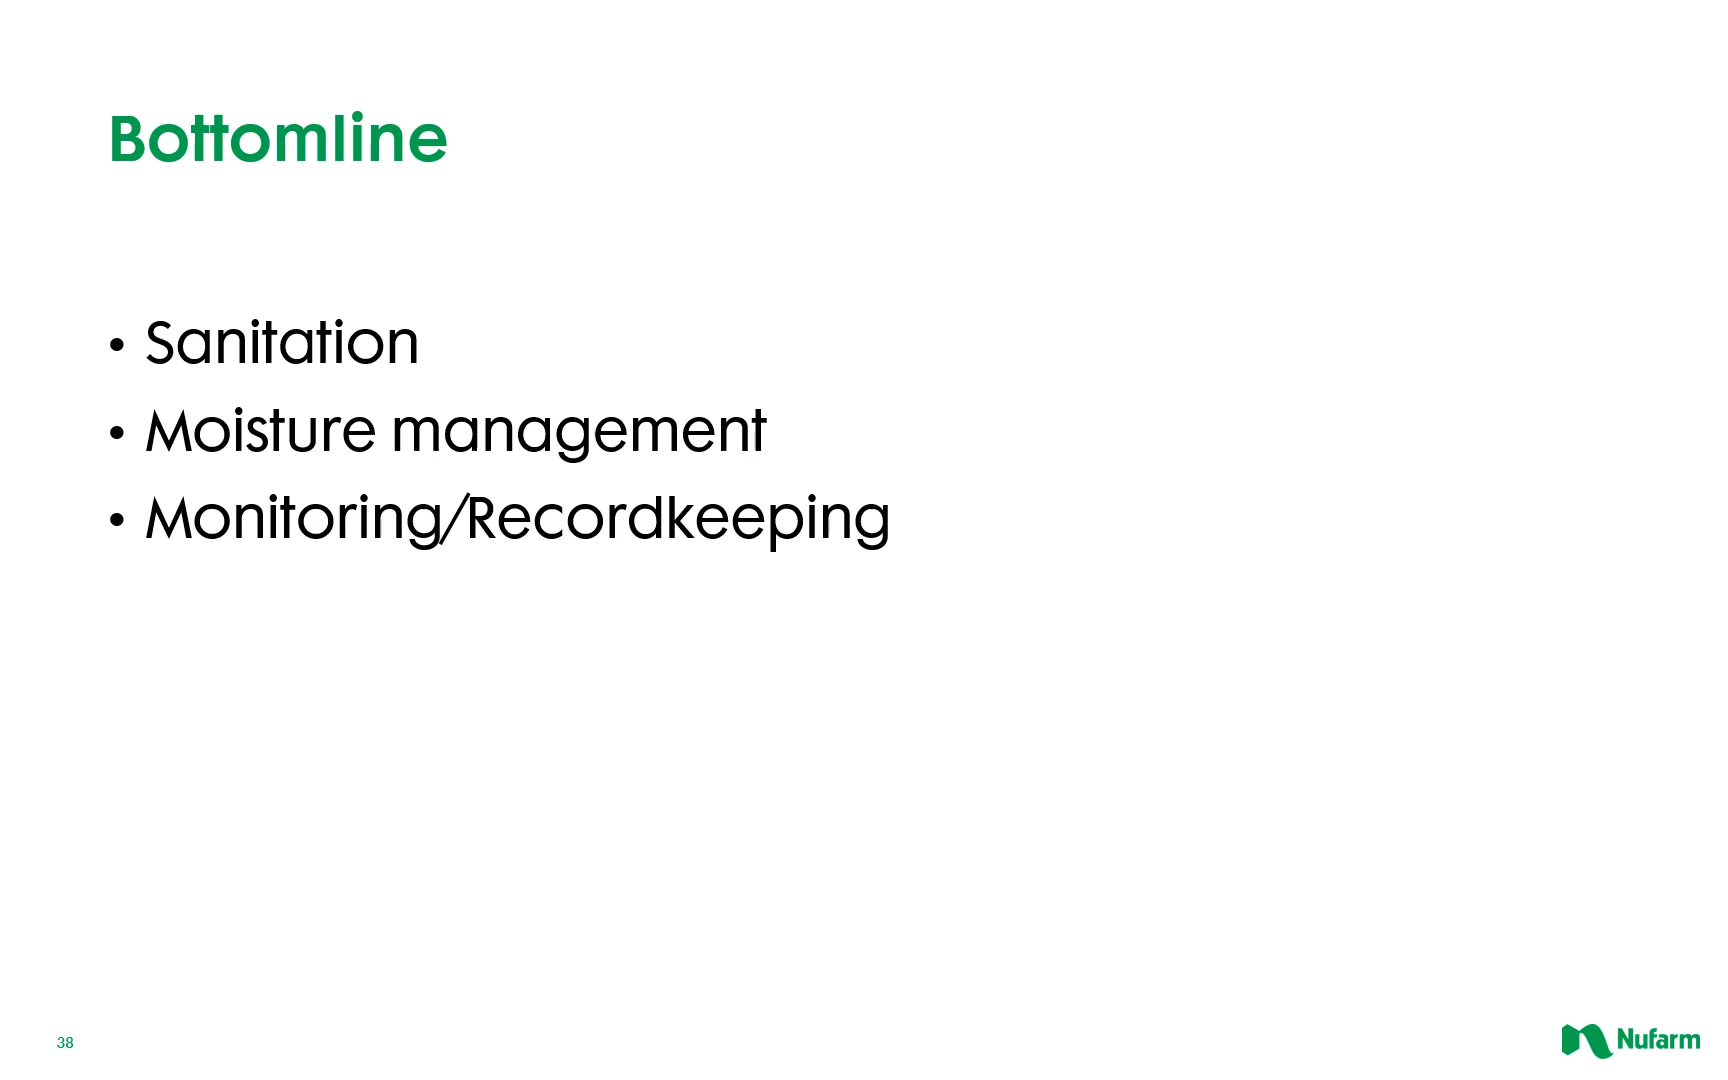 Bottomline
• Sanitation
• Moisture management
• Monitoring/Recordkeeping
38
Nufarm